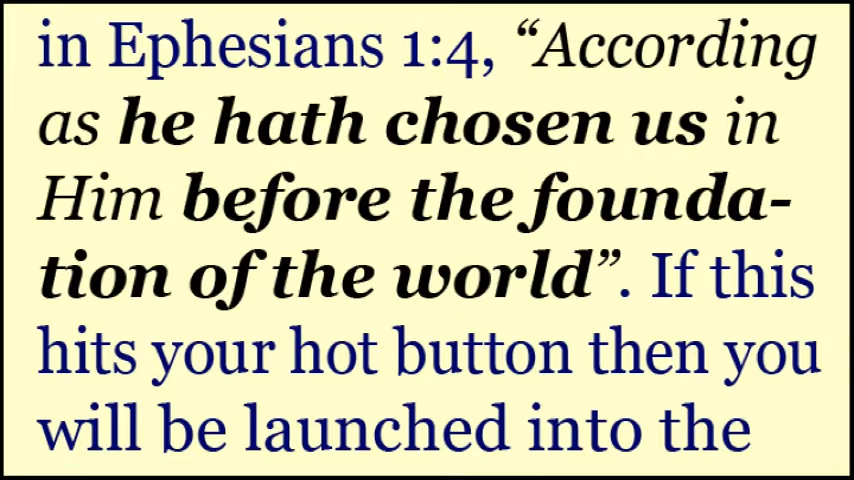 in Ephesians 1:4, “According
as he hath chosen us in
Him before the founda-
tion of the world”. If this
hits your hot button then you
will be launched into the